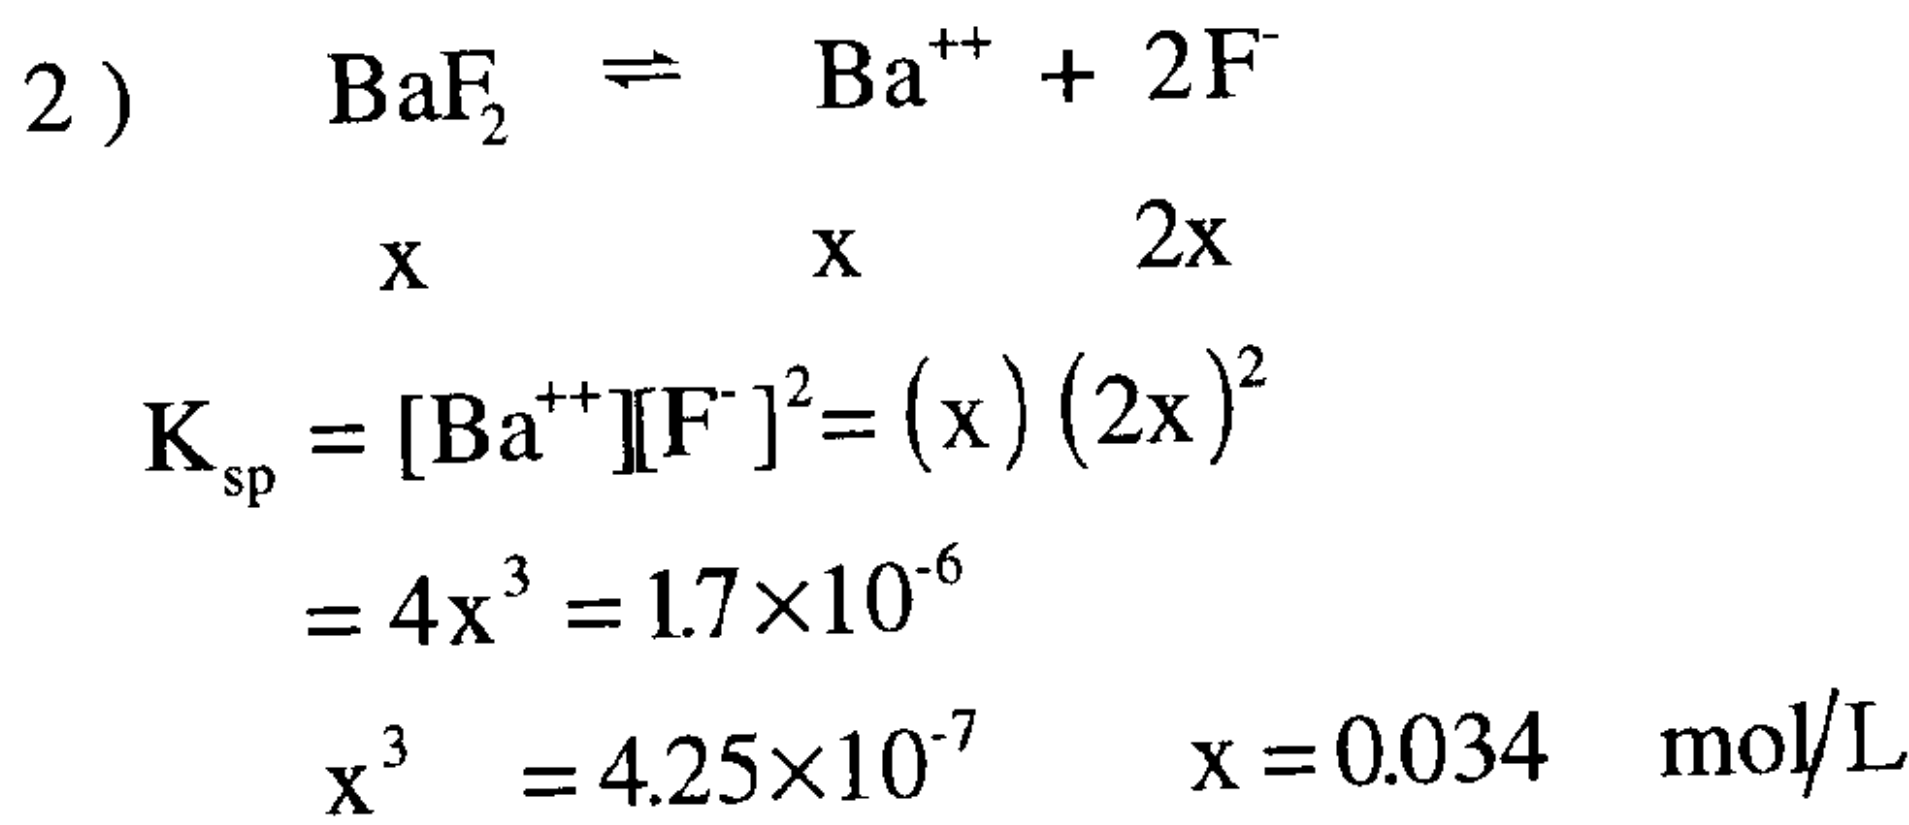 2) BaF₂ ⇌ Ba⁺⁺ + 2F⁻
x x 2x
Kₛₚ = [Ba⁺⁺][F⁻]² = (x)(2x)²
= 4x³ = 1.7×10⁻⁶
x³ = 4.25×10⁻⁷ x = 0.034 mol/L